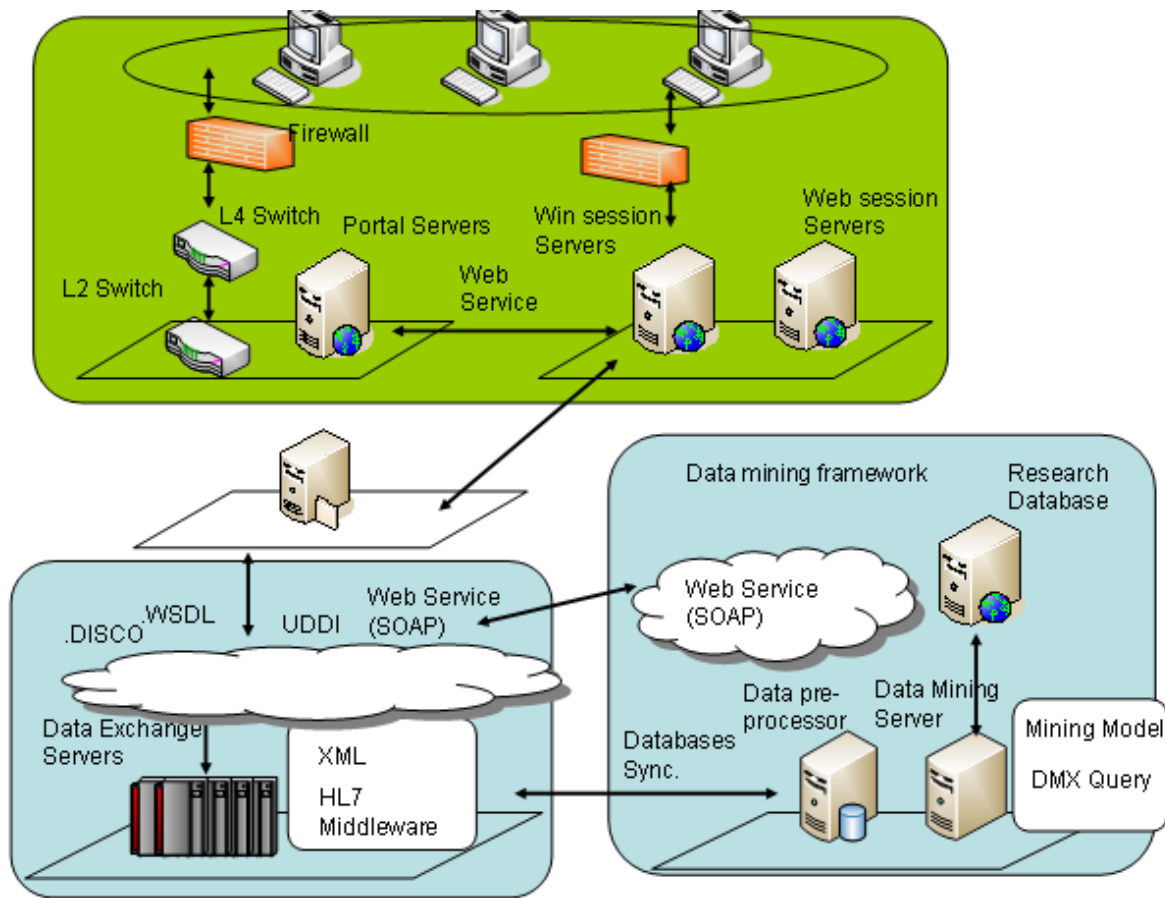 Firewall
L4 Switch
Portal Servers
Win session
Servers
Web session
Servers
L2 Switch
Web
Service
Data mining framework
Research
Database
.DISCO
.WSDL
UDDI
Web Service
(SOAP)
Web Service
(SOAP)
Data Exchange
Servers
XML
HL7
Middleware
Databases
Sync.
Data pre-
processor
Data Mining
Server
Mining Model
DMX Query